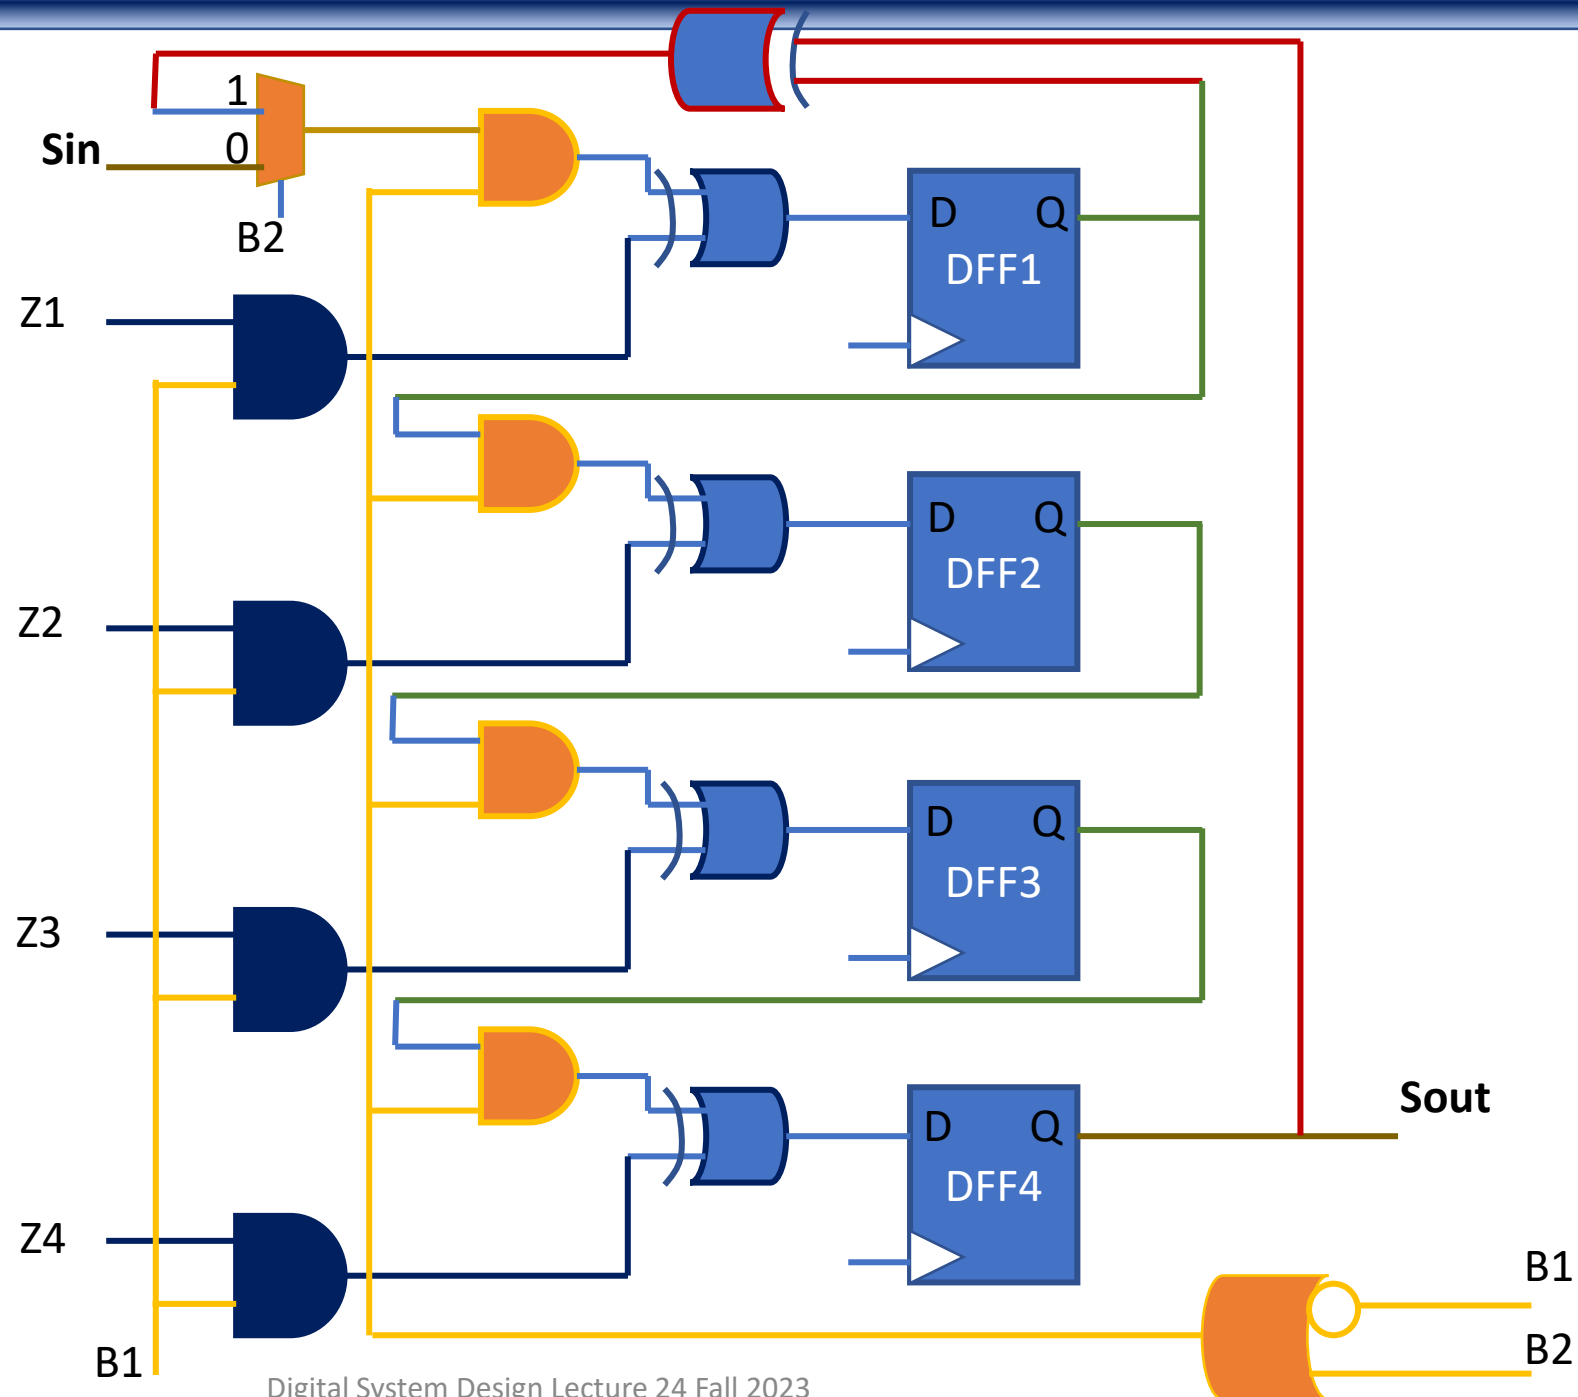 1
Sin
0
B2
D Q
DFF1
Z1
D Q
DFF2
Z2
D Q
DFF3
Z3
Sout
D Q
DFF4
Z4
B1
B2
B1
Digital System Design Lecture 24 Fall 2023